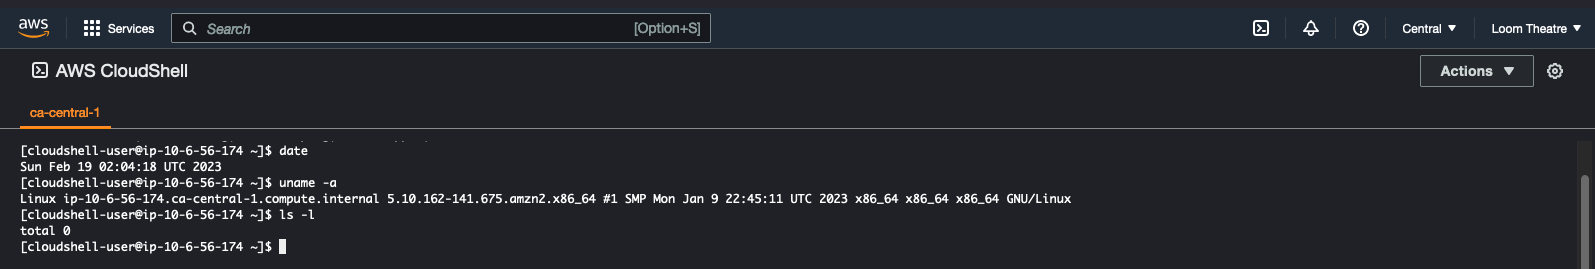 aws Services Search [Option+S] Central Loom Theatre
AWS CloudShell Actions
ca-central-1
[cloudshell-user@ip-10-6-56-174 ~]$ date
Sun Feb 19 02:04:18 UTC 2023
[cloudshell-user@ip-10-6-56-174 ~]$ uname -a
Linux ip-10-6-56-174.ca-central-1.compute.internal 5.10.162-141.675.amzn2.x86_64 #1 SMP Mon Jan 9 22:45:11 UTC 2023 x86_64 x86_64 x86_64 GNU/Linux
[cloudshell-user@ip-10-6-56-174 ~]$ ls -l
total 0
[cloudshell-user@ip-10-6-56-174 ~]$